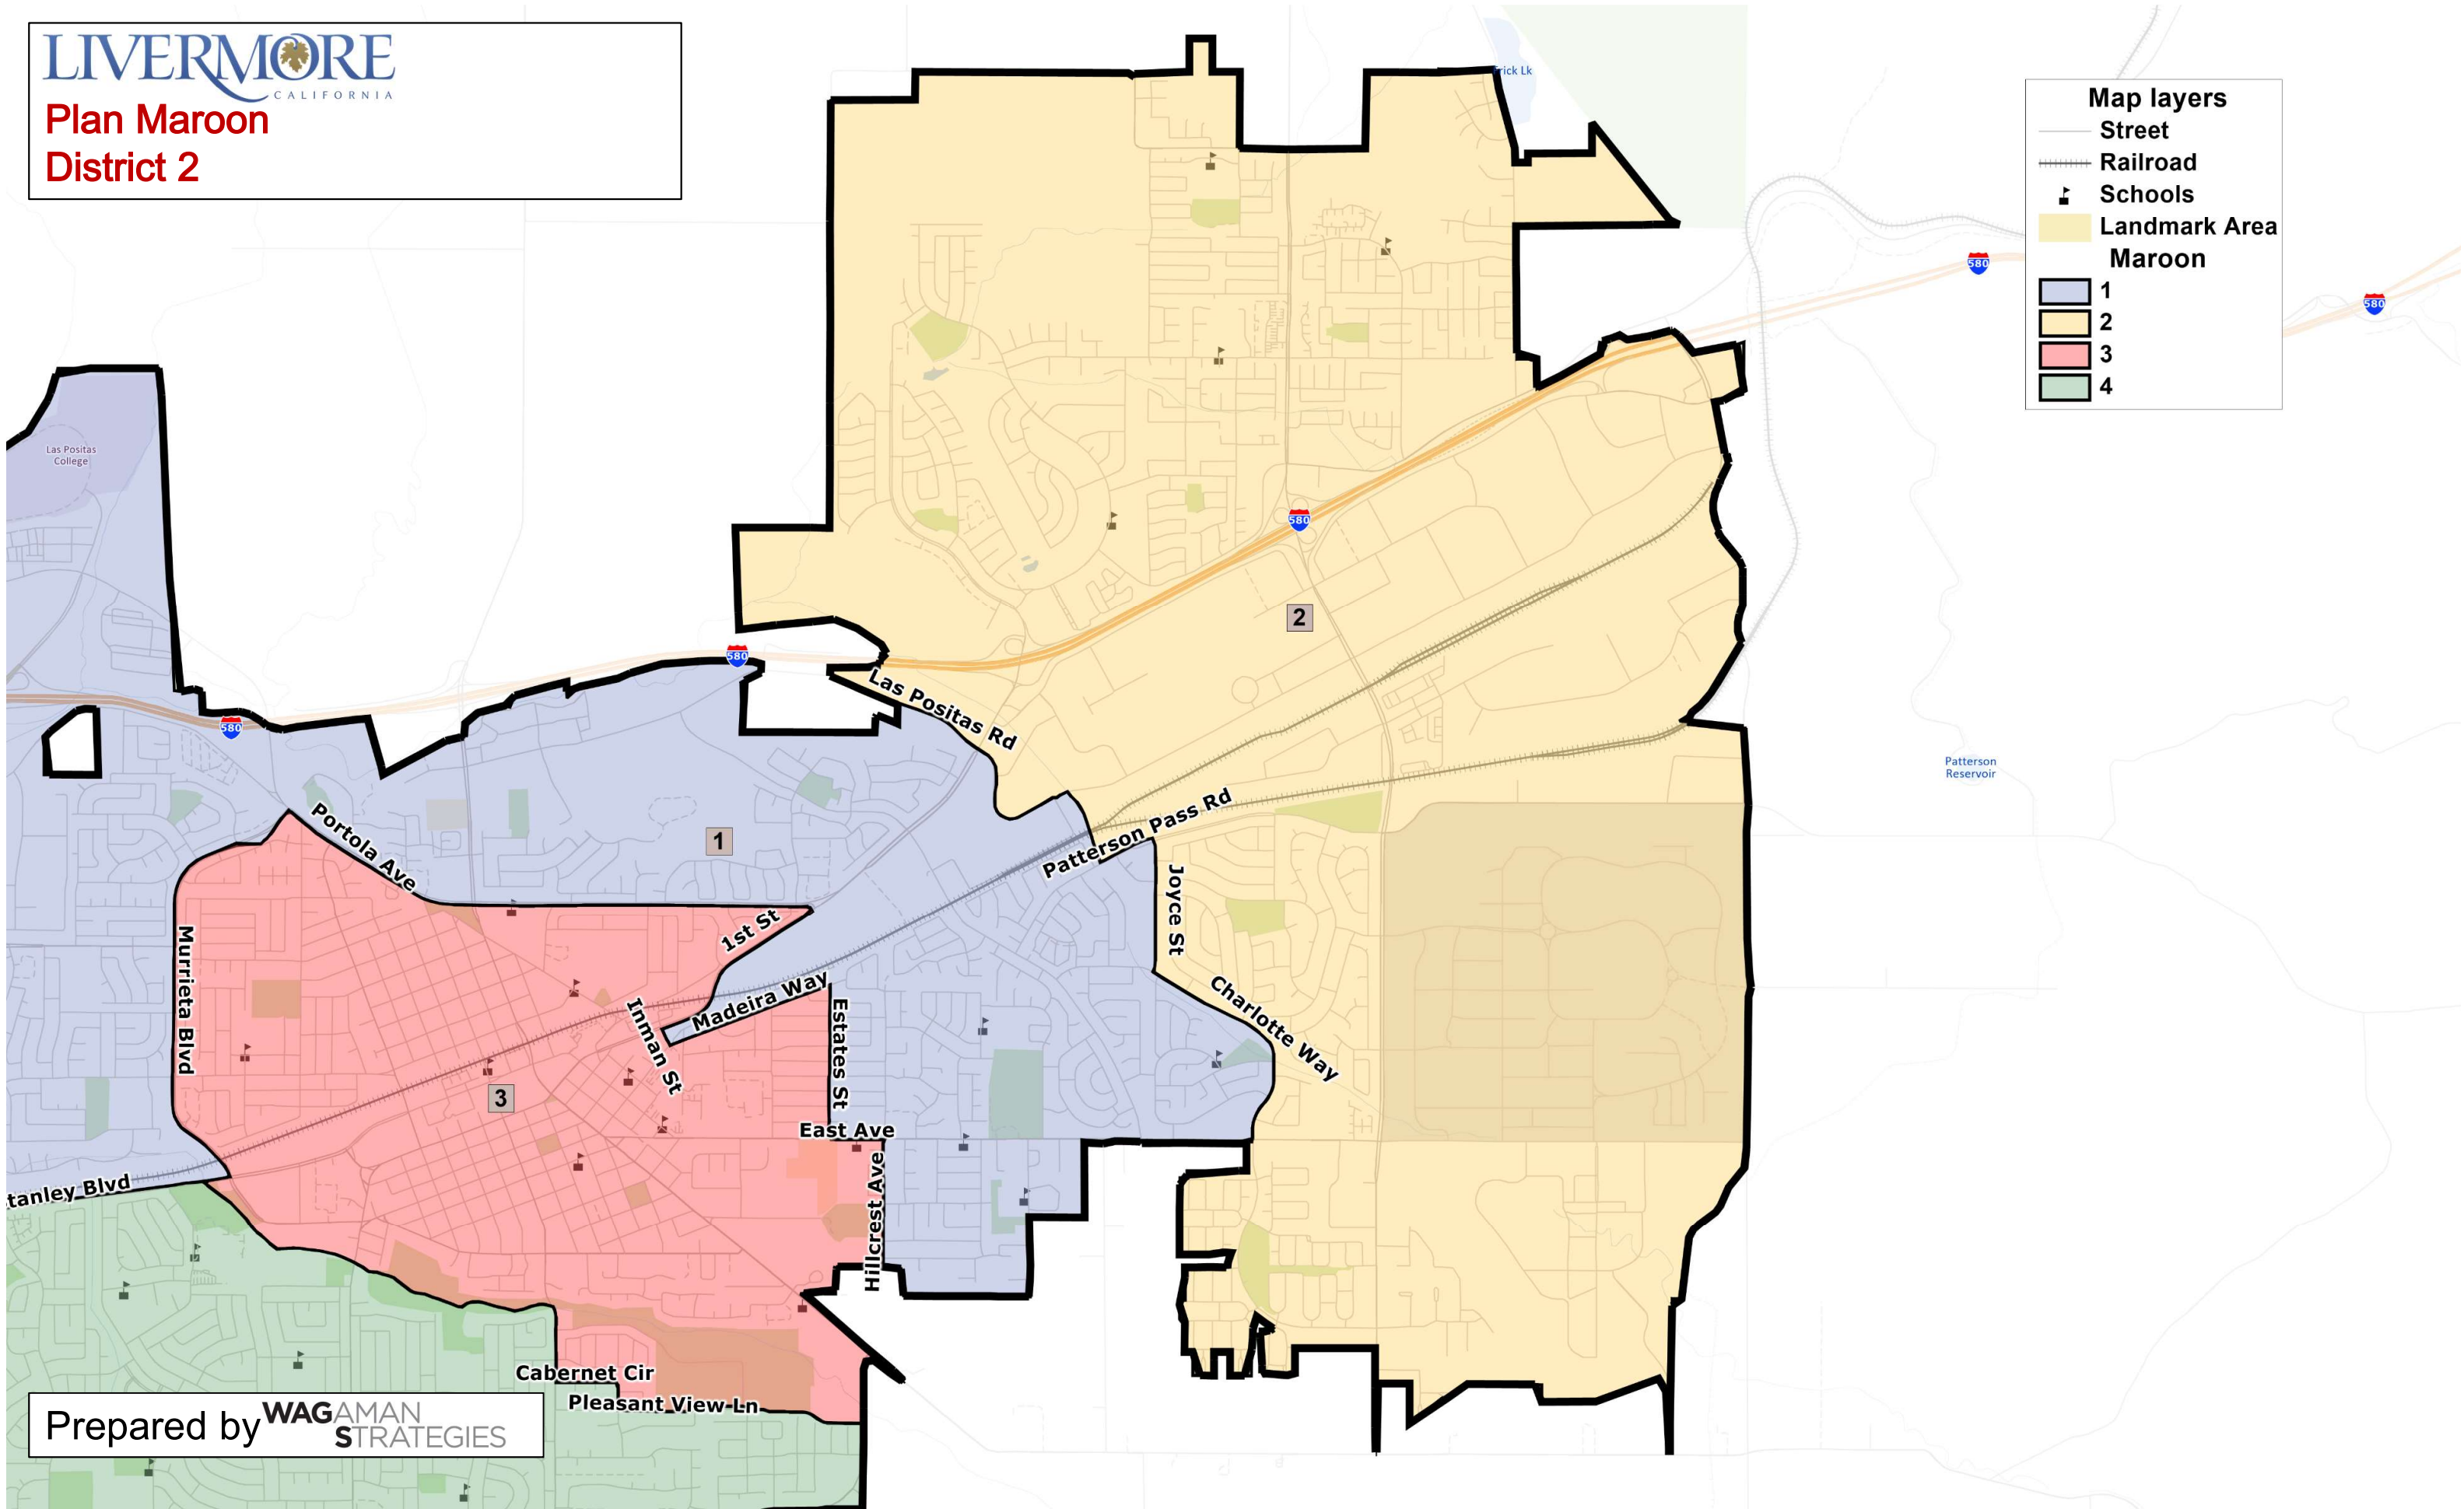 LIVERMORE
CALIFORNIA
Plan Maroon
District 2
Map layers
Street
Railroad
Schools
Landmark Area
Maroon
1
2
3
4
rick Lk
580
580
Las Positas
College
580
2
580
580
Las Positas Rd
Patterson
Reservoir
Patterson Pass Rd
Portola Ave
1
Joyce St
1st St
Murrieta Blvd
Madeira Way
Charlotte Way
Inman St
Estates St
3
East Ave
tanley Blvd
Hillcrest Ave
Cabernet Cir
Pleasant View Ln
Prepared by WAGAMAN
STRATEGIES